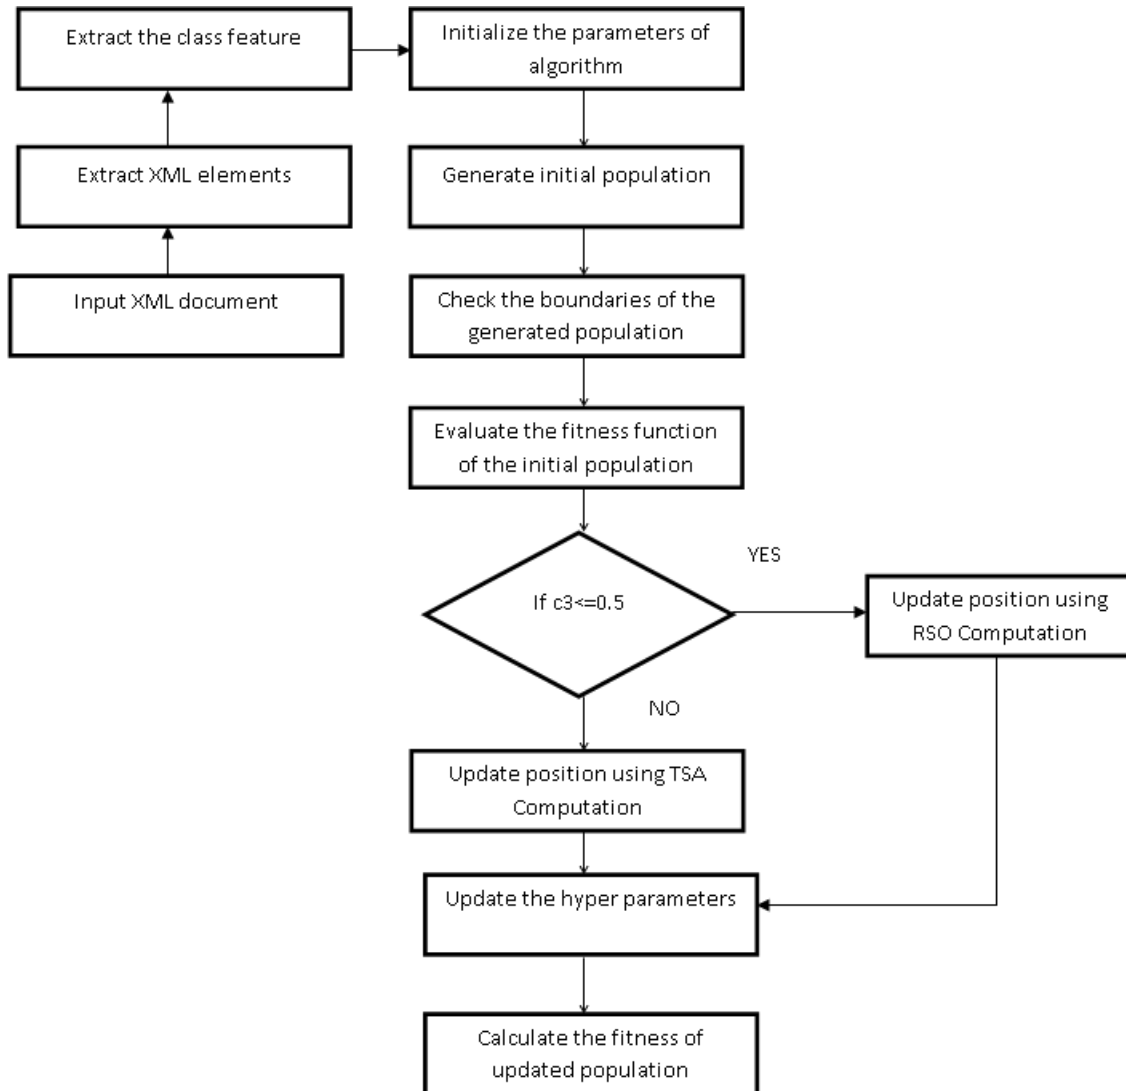 Extract the class feature
Initialize the parameters of
algorithm
Extract XML elements
Generate initial population
Input XML document
Check the boundaries of the
generated population
Evaluate the fitness function
of the initial population
YES
If c3<=0.5
Update position using
RSO Computation
NO
Update position using TSA
Computation
Update the hyper parameters
Calculate the fitness of
updated population